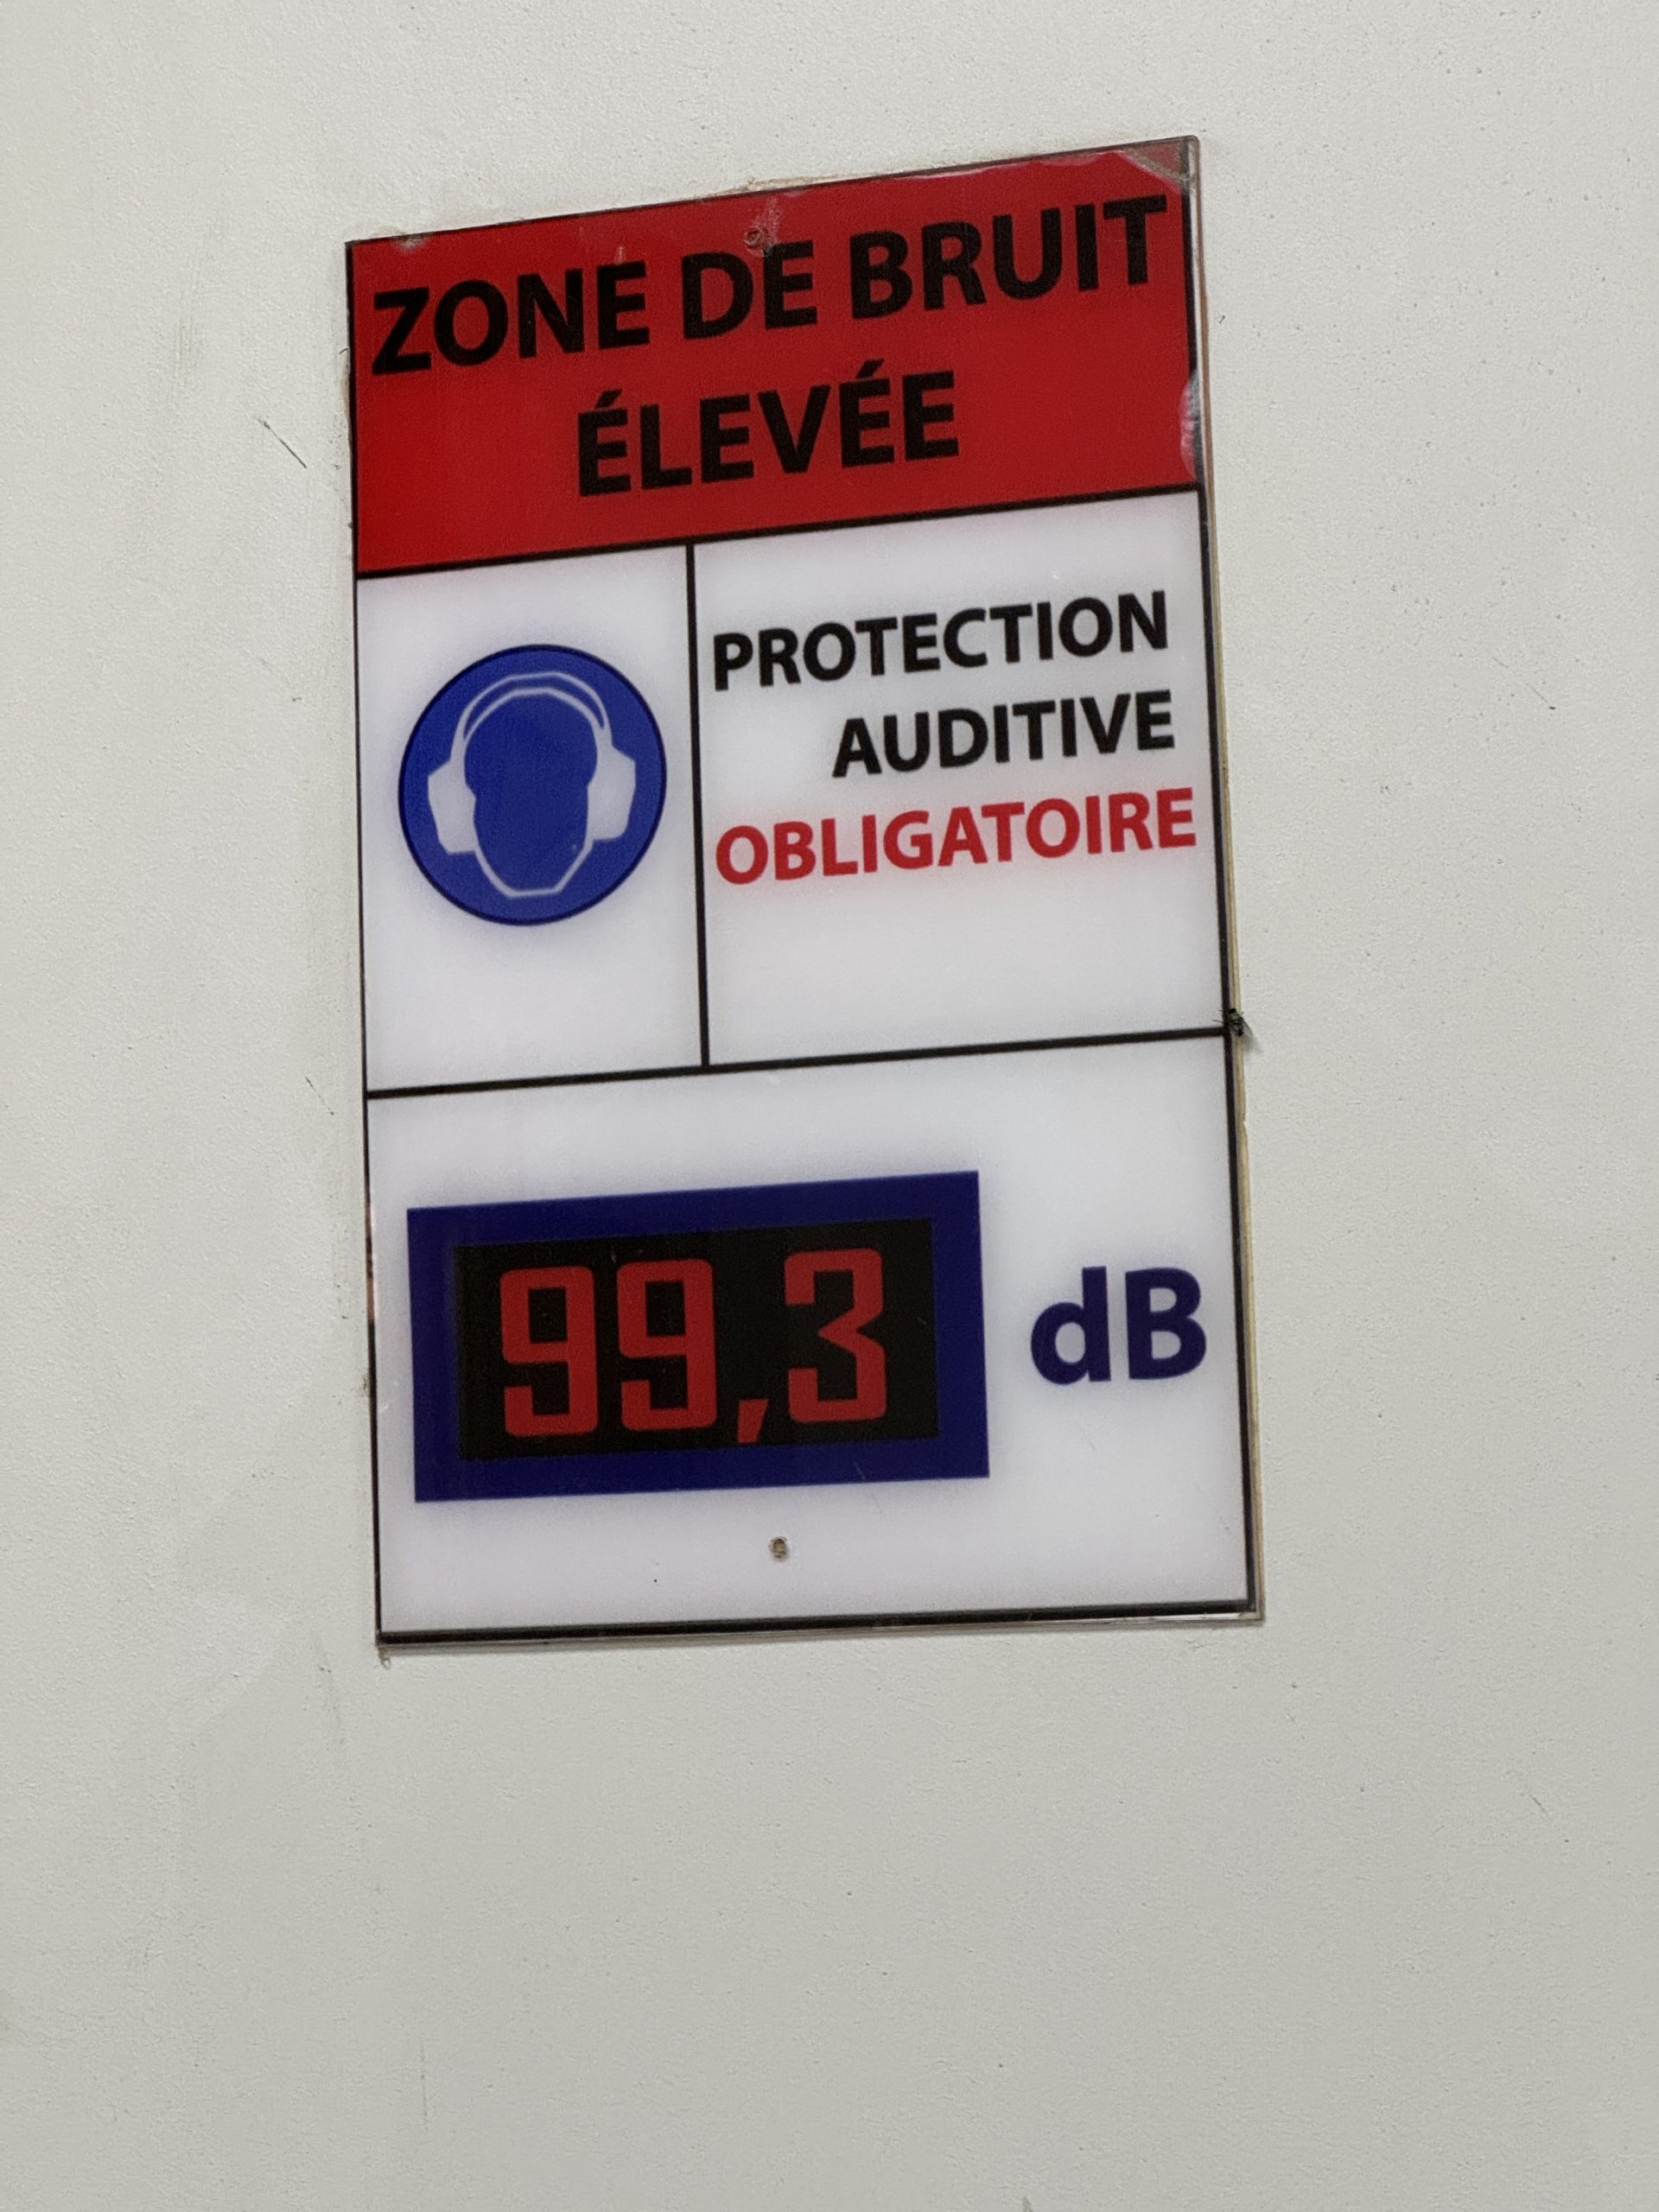 ZONE DE BRUIT
ÉLEVÉE
PROTECTION
AUDITIVE
OBLIGATOIRE
99,3 dB